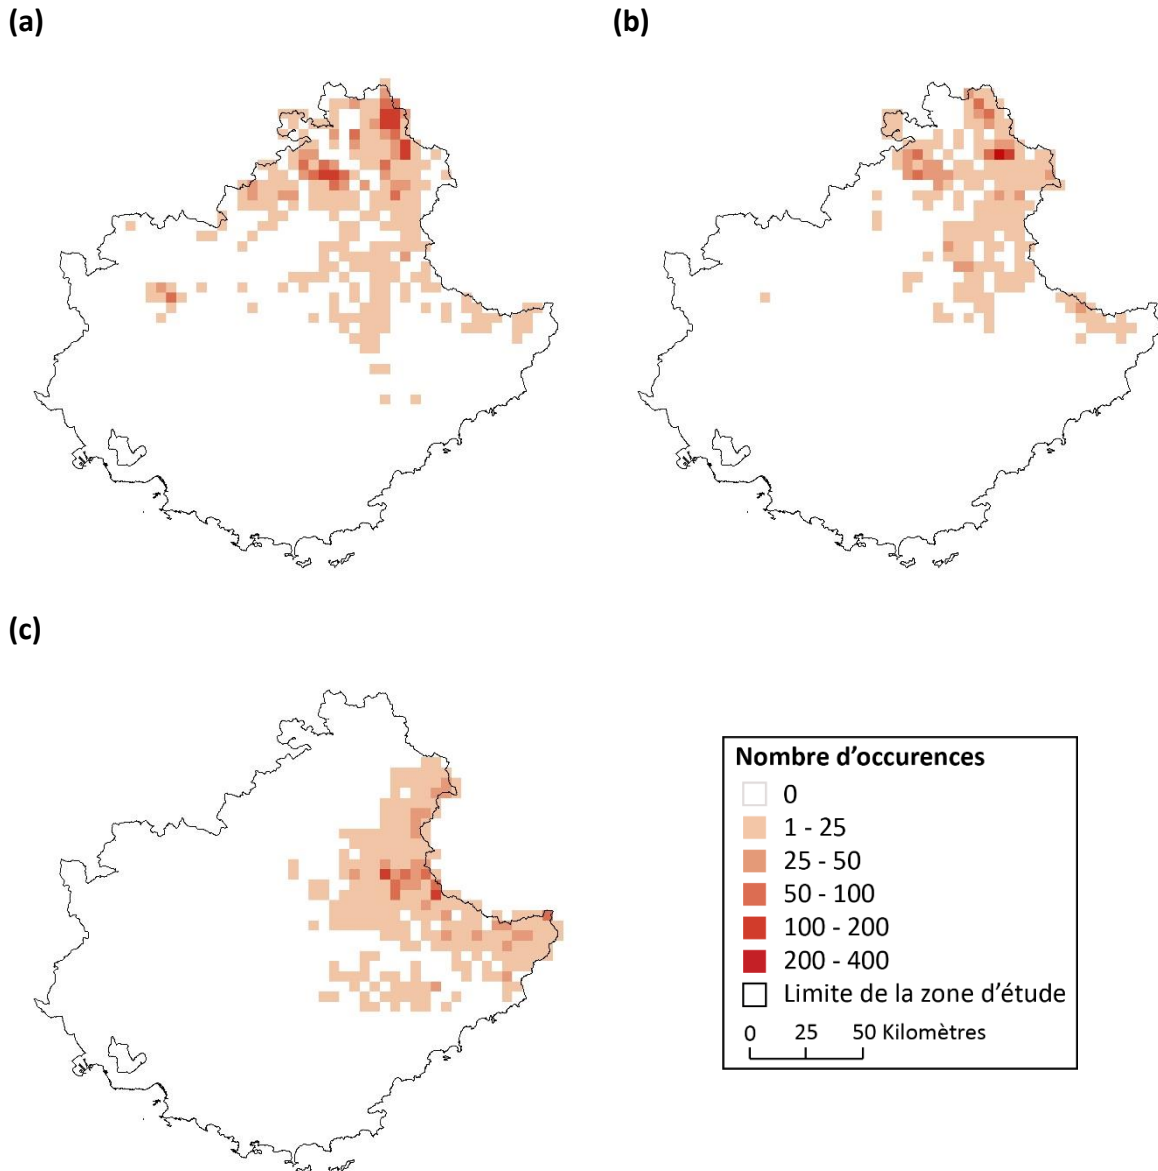 (a)
(b)
(c)
Nombre d'occurences
0
1 - 25
25 - 50
50 - 100
100 - 200
200 - 400
Limite de la zone d'étude
0 25 50 Kilomètres